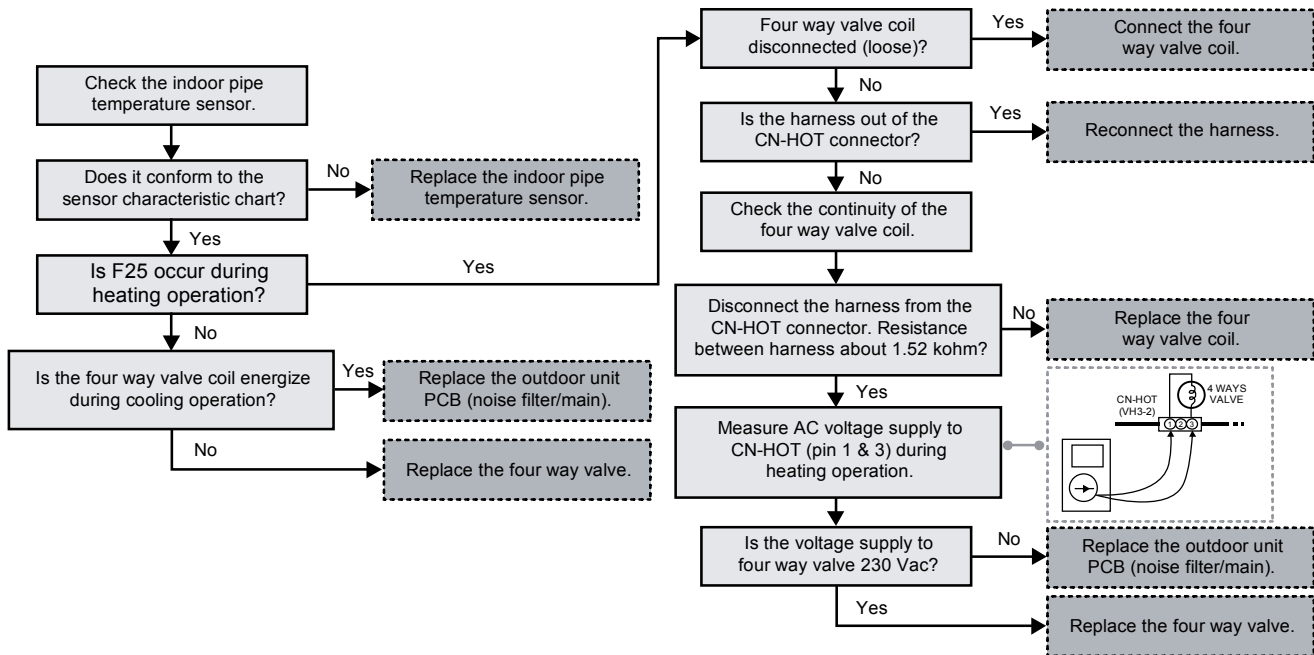 Check the indoor pipe
temperature sensor.
Does it conform to the
sensor characteristic chart?
No
Replace the indoor pipe
temperature sensor.
Yes
Is F25 occur during
heating operation?
Yes
No
Is the four way valve coil energize
during cooling operation?
Yes
Replace the outdoor unit
PCB (noise filter/main).
No
Replace the four way valve.
Four way valve coil
disconnected (loose)?
Yes
Connect the four
way valve coil.
No
Is the harness out of the
CN-HOT connector?
Yes
Reconnect the harness.
No
Check the continuity of the
four way valve coil.
Disconnect the harness from the
CN-HOT connector. Resistance
between harness about 1.52 kohm?
No
Replace the four
way valve coil.
Yes
Measure AC voltage supply to
CN-HOT (pin 1 & 3) during
heating operation.
CN-HOT
(VH3-2)
4 WAYS
VALVE
1 2 3
Is the voltage supply to
four way valve 230 Vac?
No
Replace the outdoor unit
PCB (noise filter/main).
Yes
Replace the four way valve.